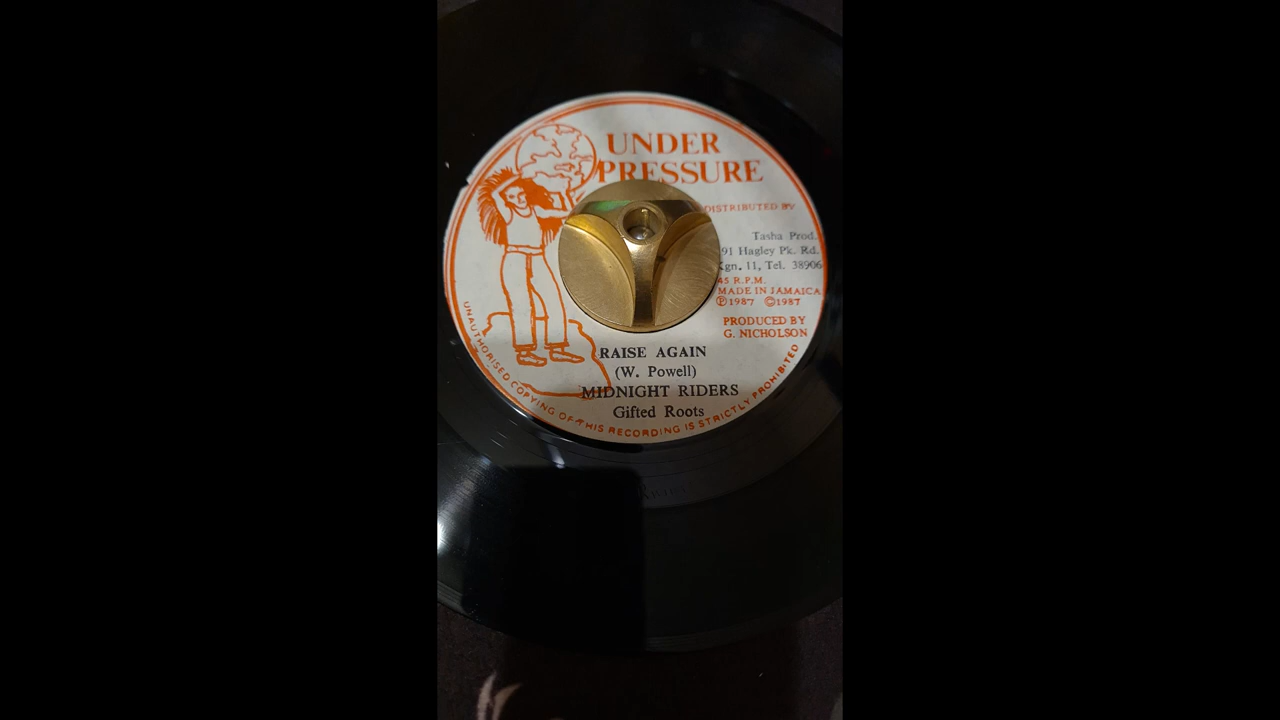 UNDER
PRESSURE
DISTRIBUTED BY
Tasha Prod.
91 Hagley Pk. Rd.
Kgn. 11, Tel. 38906
45 R.P.M.
MADE IN JAMAICA
℗1987 ©1987
PRODUCED BY
G. NICHOLSON
RAISE AGAIN
(W. Powell)
MIDNIGHT RIDERS
Gifted Roots
UNAUTHORISED COPYING OF THIS RECORDING IS STRICTLY PROHIBITED